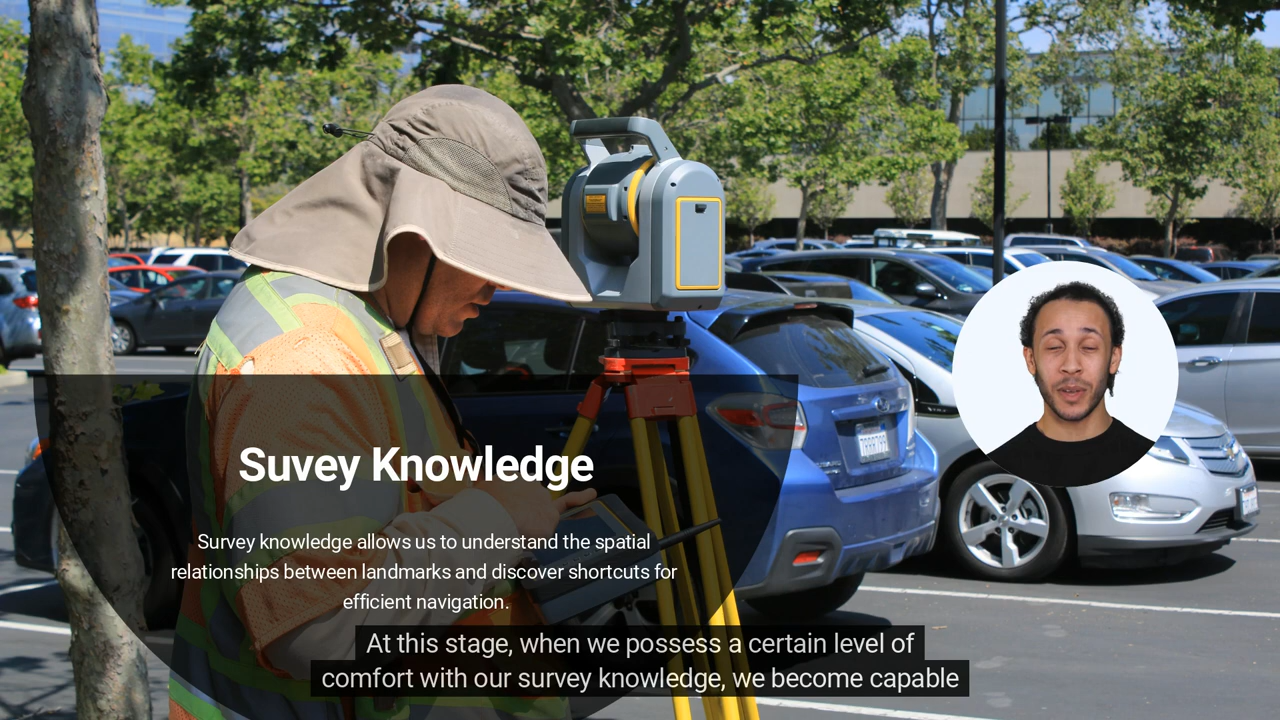 Suvey Knowledge
Survey knowledge allows us to understand the spatial
relationships between landmarks and discover shortcuts for
efficient navigation.
At this stage, when we possess a certain level of
comfort with our survey knowledge, we become capable